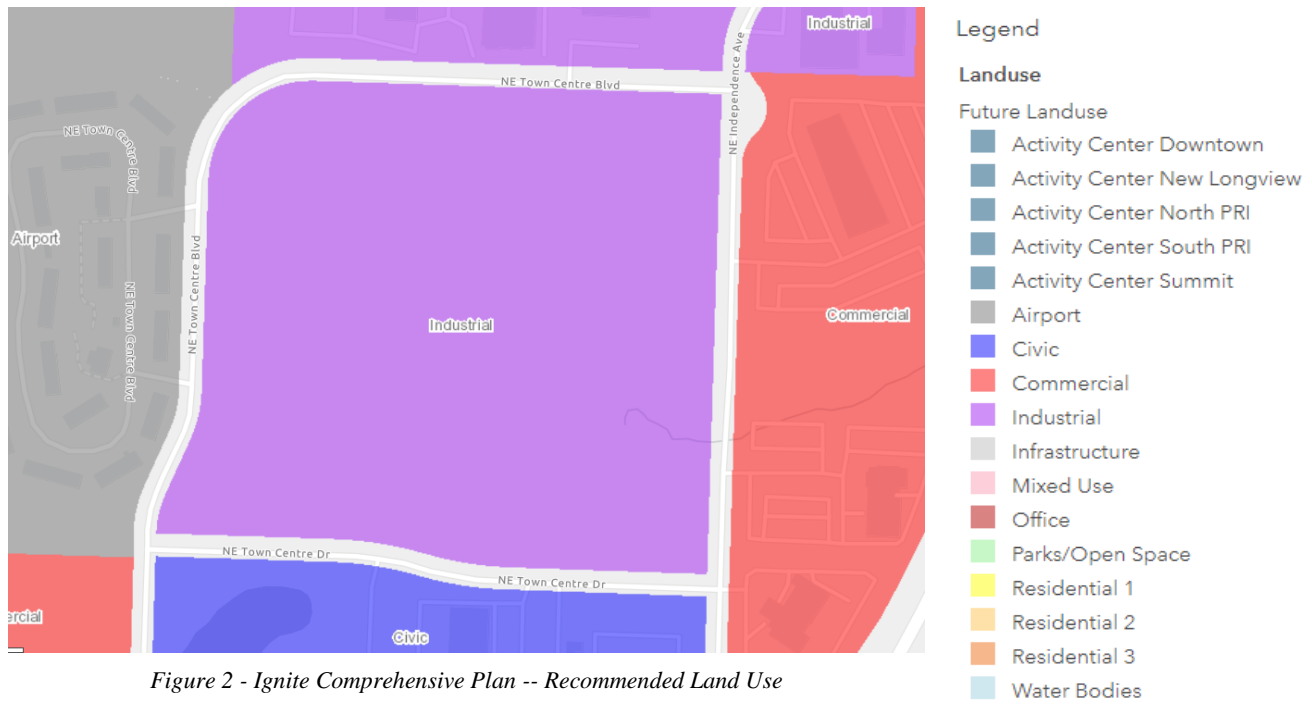 Industrial
NE Town Centre Blvd
NE Independence Ave
NE Town Centre Blvd
Airport
NE Town Centre Blvd
NE Town Centre Blvd
Industrial
Commercial
NE Town Centre Dr
NE Town Centre Dr
ercial
Civic
Figure 2 - Ignite Comprehensive Plan -- Recommended Land Use
Legend
Landuse
Future Landuse
Activity Center Downtown
Activity Center New Longview
Activity Center North PRI
Activity Center South PRI
Activity Center Summit
Airport
Civic
Commercial
Industrial
Infrastructure
Mixed Use
Office
Parks/Open Space
Residential 1
Residential 2
Residential 3
Water Bodies